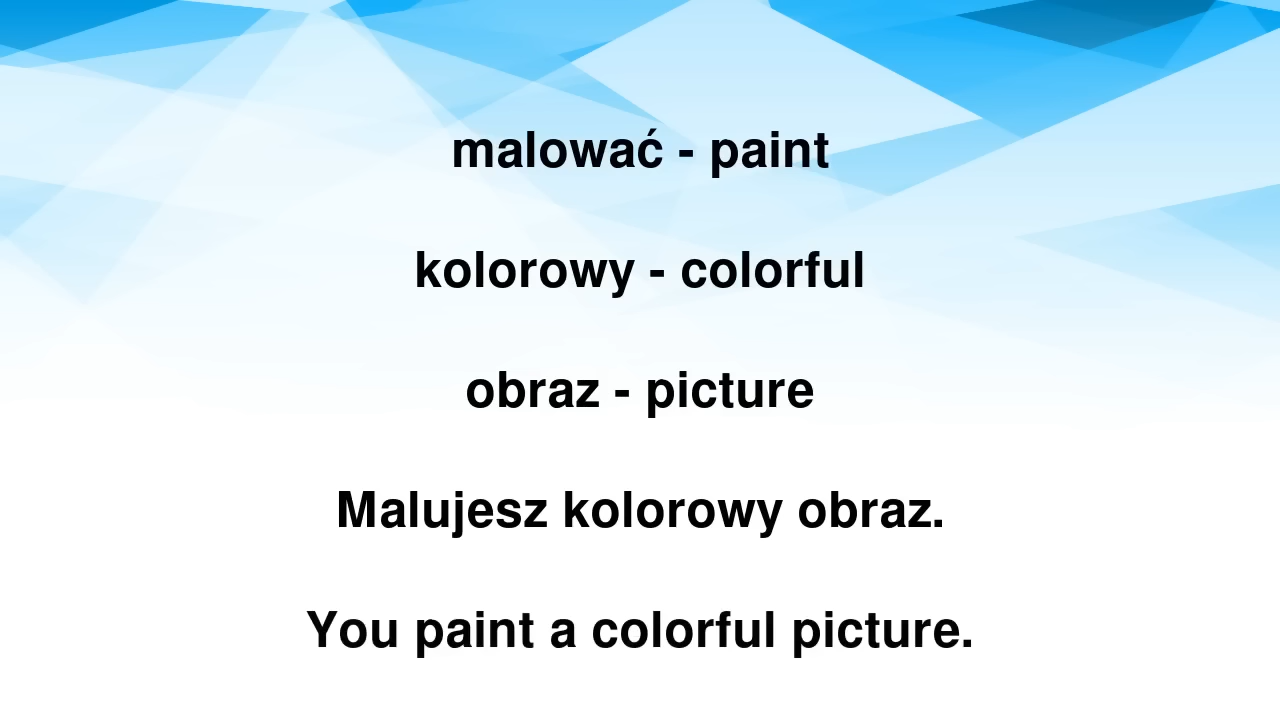 malować - paint
kolorowy - colorful
obraz - picture
Malujesz kolorowy obraz.
You paint a colorful picture.